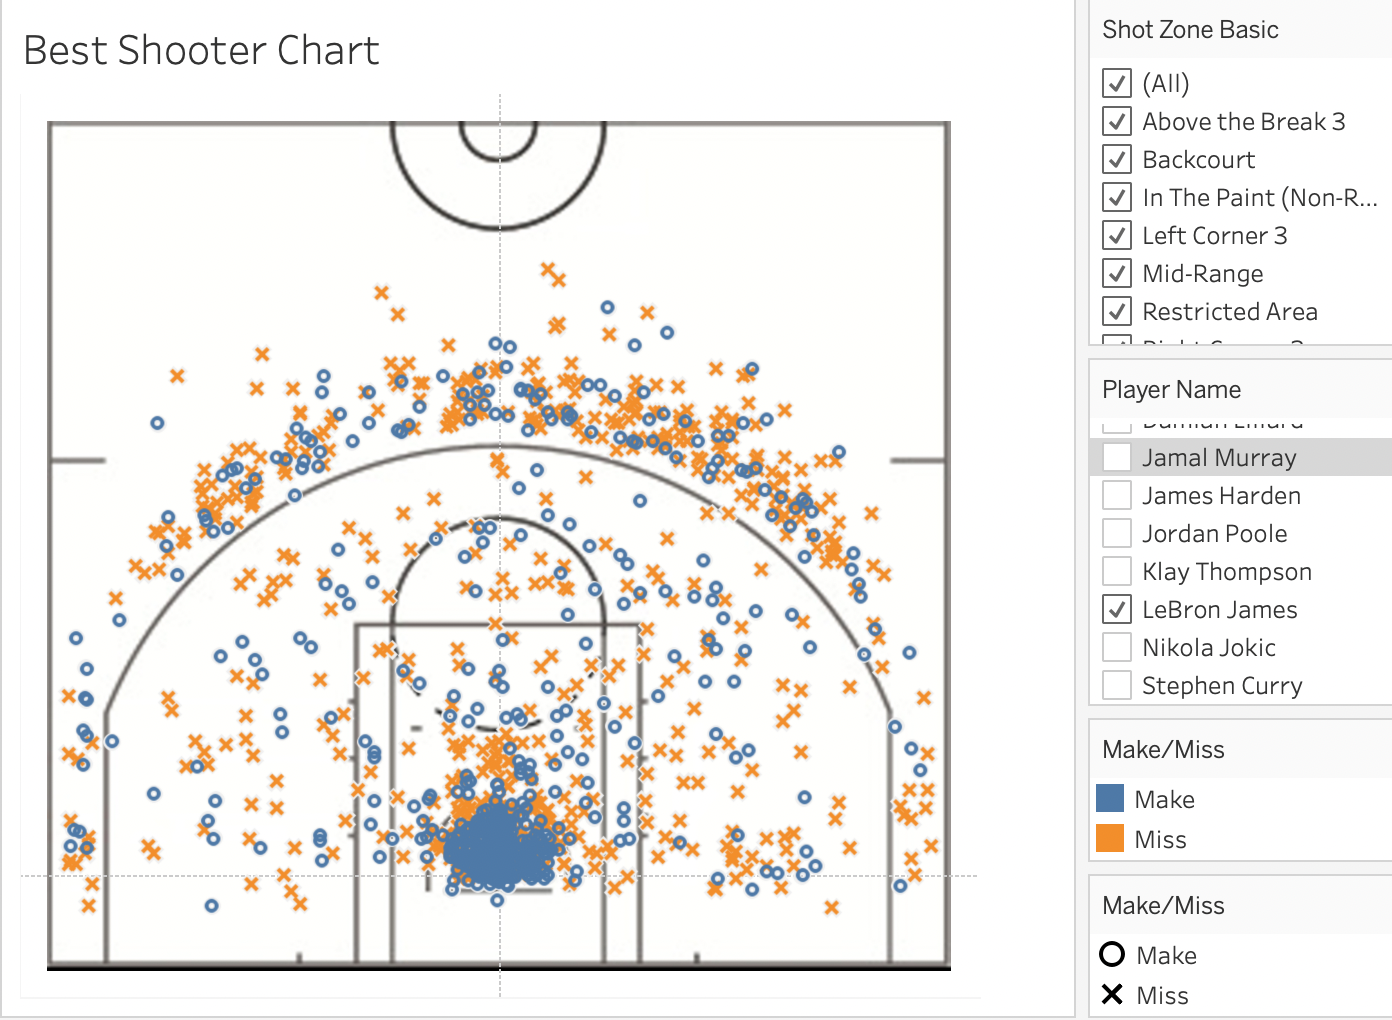 Best Shooter Chart
Shot Zone Basic
(All)
Above the Break 3
Backcourt
In The Paint (Non-R...
Left Corner 3
Mid-Range
Restricted Area
Player Name
Jamal Murray
James Harden
Jordan Poole
Klay Thompson
LeBron James
Nikola Jokic
Stephen Curry
Make/Miss
Make
Miss
Make/Miss
Make
Miss